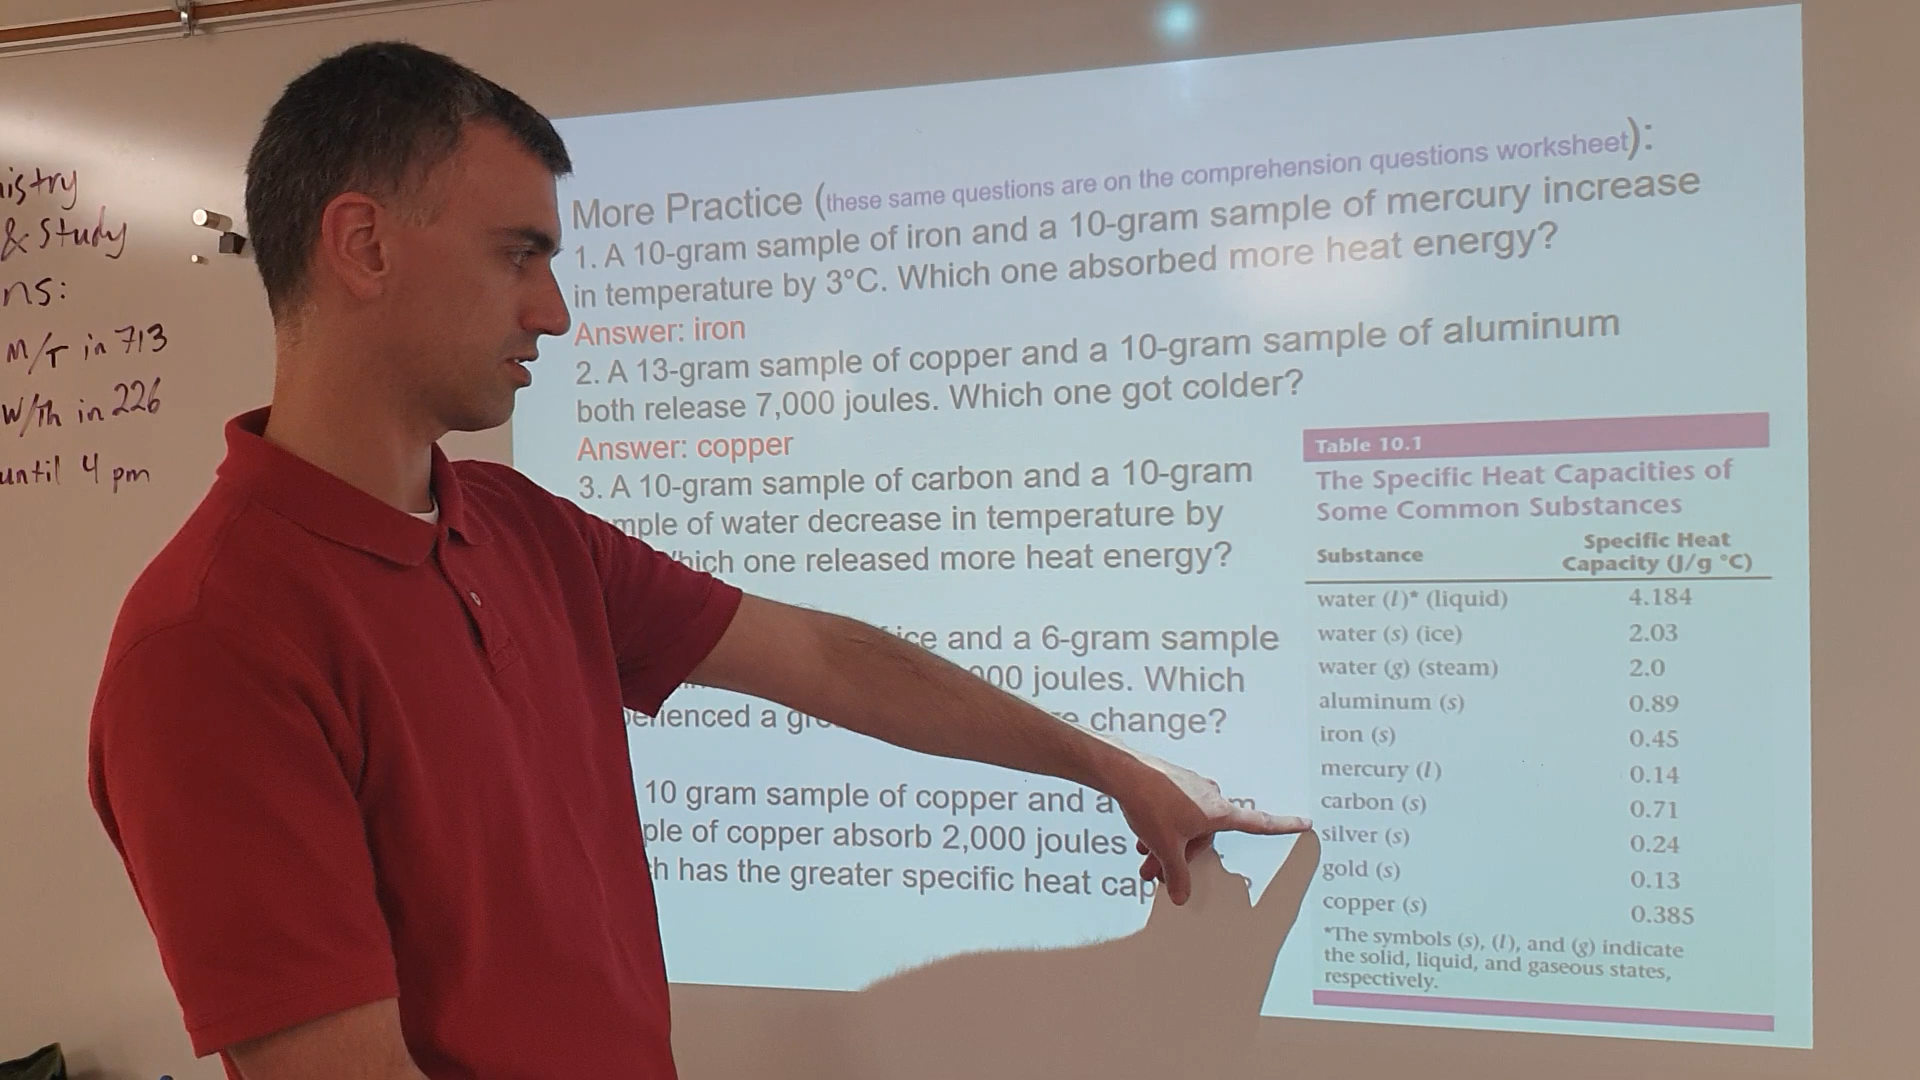 istry
& Study
ns:
M/T in 713
W/Th in 226
until 4 pm
More Practice (these same questions are on the comprehension questions worksheet):
1. A 10-gram sample of iron and a 10-gram sample of mercury increase
in temperature by 3°C. Which one absorbed more heat energy?
Answer: iron
2. A 13-gram sample of copper and a 10-gram sample of aluminum
both release 7,000 joules. Which one got colder?
Answer: copper
3. A 10-gram sample of carbon and a 10-gram
mple of water decrease in temperature by
hich one released more heat energy?
ice and a 6-gram sample
000 joules. Which
perienced a gre change?
10 gram sample of copper and a
ple of copper absorb 2,000 joules
h has the greater specific heat cap
Table 10.1
The Specific Heat Capacities of
Some Common Substances
Substance Specific Heat
Capacity (J/g °C)
water (l)* (liquid) 4.184
water (s) (ice) 2.03
water (g) (steam) 2.0
aluminum (s) 0.89
iron (s) 0.45
mercury (l) 0.14
carbon (s) 0.71
silver (s) 0.24
gold (s) 0.13
copper (s) 0.385
*The symbols (s), (l), and (g) indicate
the solid, liquid, and gaseous states,
respectively.